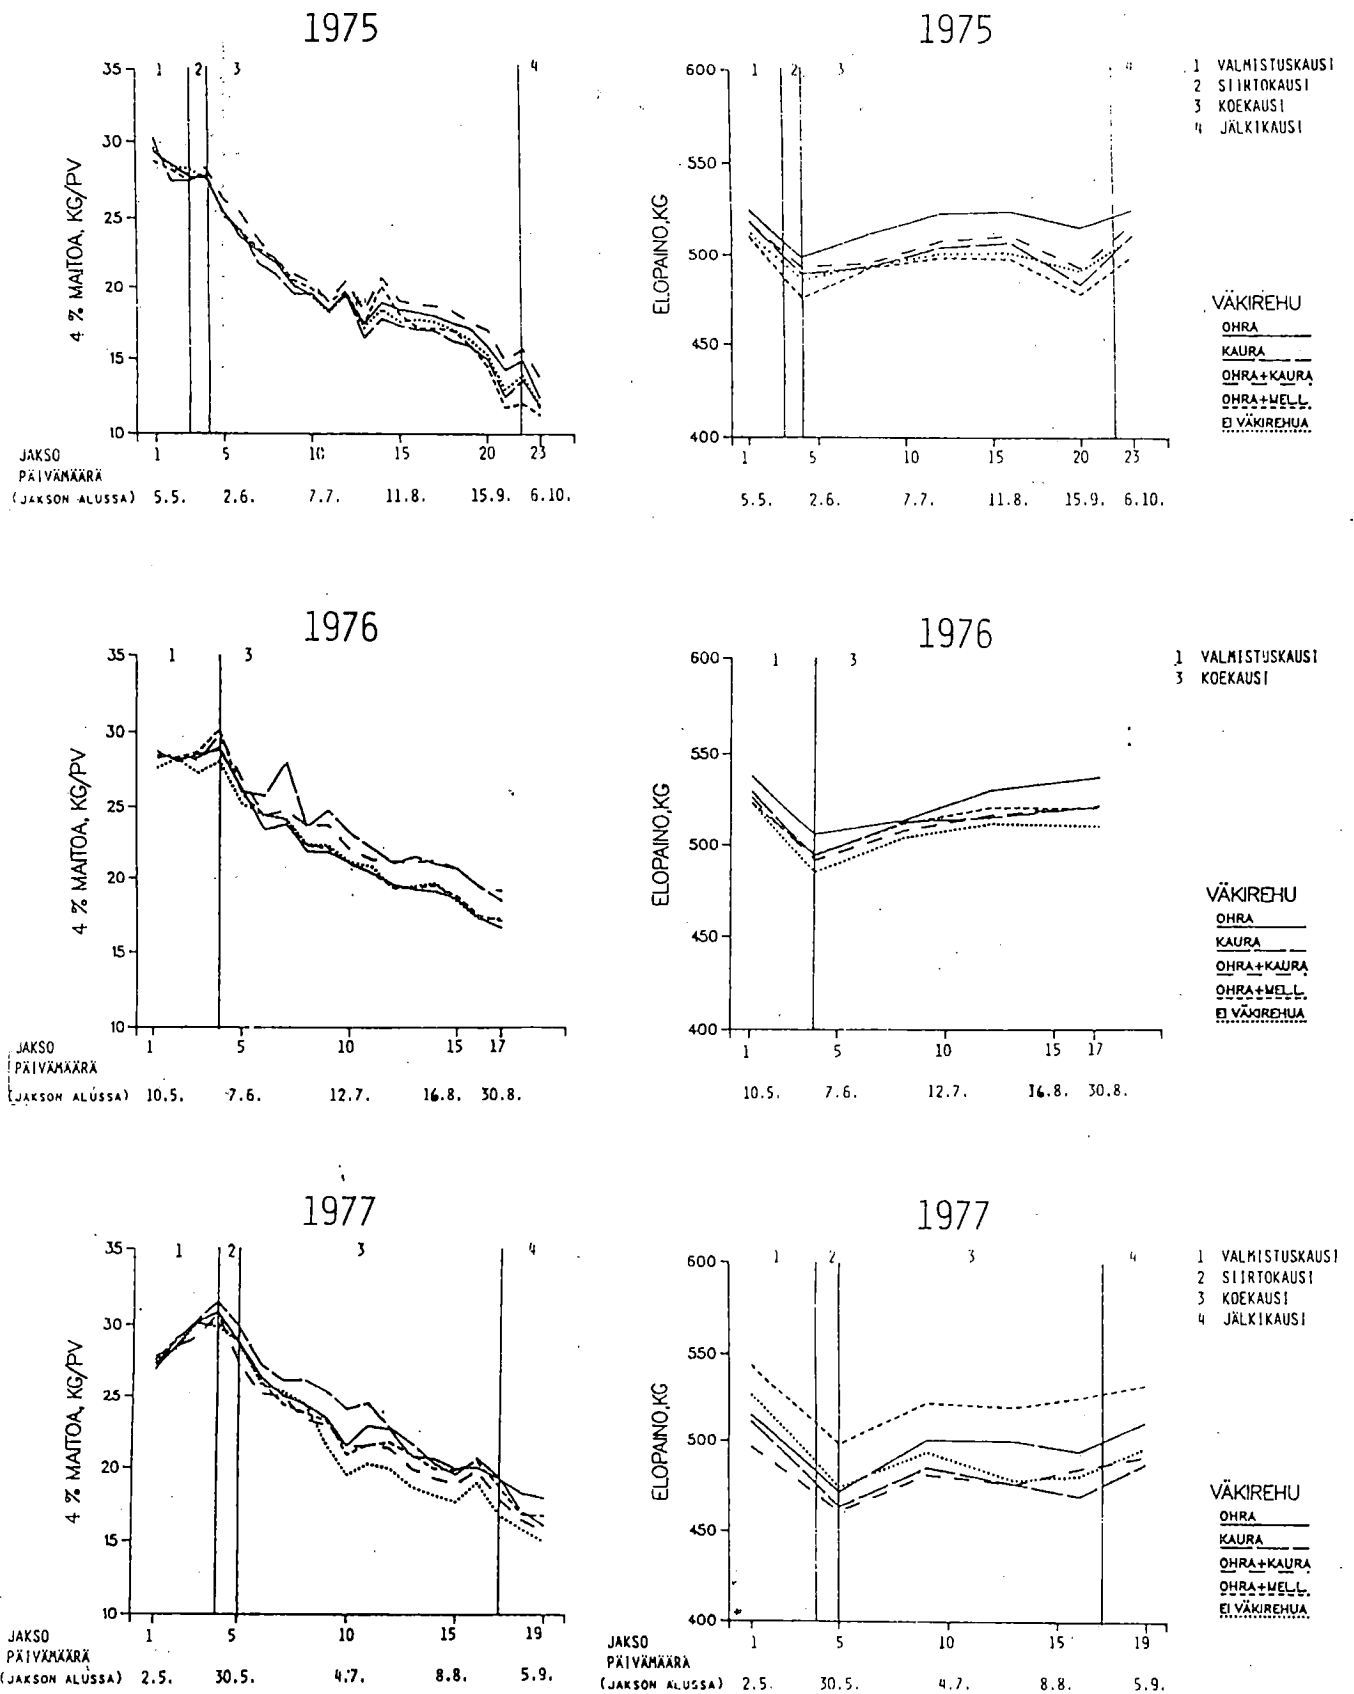 1975
35 1 2 3 4
30
25
20
15
10
4 % MAITOA, KG/PV
JAKSO 1 5 10 15 20 23
PÄIVÄMÄÄRÄ
(JAKSON ALUSSA) 5.5. 2.6. 7.7. 11.8. 15.9. 6.10.
1975
600 1 2 3 4
550
500
450
400
ELOPAINO,KG
1 5 10 15 20 23
5.5. 2.6. 7.7. 11.8. 15.9. 6.10.
1 VALMISTUSKAUSI
2 SIIRTOKAUSI
3 KOEKAUSI
4 JÄLKIKAUSI
VÄKIREHU
OHRA
KAURA
OHRA+KAURA
OHRA+MELL.
EI VÄKIREHUA
1976
35 1 3
30
25
20
15
10
4 % MAITOA, KG/PV
JAKSO 1 5 10 15 17
PÄIVÄMÄÄRÄ
(JAKSON ALUSSA) 10.5. 7.6. 12.7. 16.8. 30.8.
1976
600 1 3
550
500
450
400
ELOPAINO,KG
1 5 10 15 17
10.5. 7.6. 12.7. 16.8. 30.8.
1 VALMISTUSKAUSI
3 KOEKAUSI
VÄKIREHU
OHRA
KAURA
OHRA+KAURA
OHRA+MELL.
EI VÄKIREHUA
1977
35 1 2 3 4
30
25
20
15
10
4 % MAITOA, KG/PV
JAKSO 1 5 10 15 19
PÄIVÄMÄÄRÄ
(JAKSON ALUSSA) 2.5. 30.5. 4.7. 8.8. 5.9.
1977
600 1 2 3 4
550
500
450
400
ELOPAINO,KG
JAKSO 1 5 10 15 19
PÄIVÄMÄÄRÄ
(JAKSON ALUSSA) 2.5. 30.5. 4.7. 8.8. 5.9.
1 VALMISTUSKAUSI
2 SIIRTOKAUSI
3 KOEKAUSI
4 JÄLKIKAUSI
VÄKIREHU
OHRA
KAURA
OHRA+KAURA
OHRA+MELL.
EI VÄKIREHUA